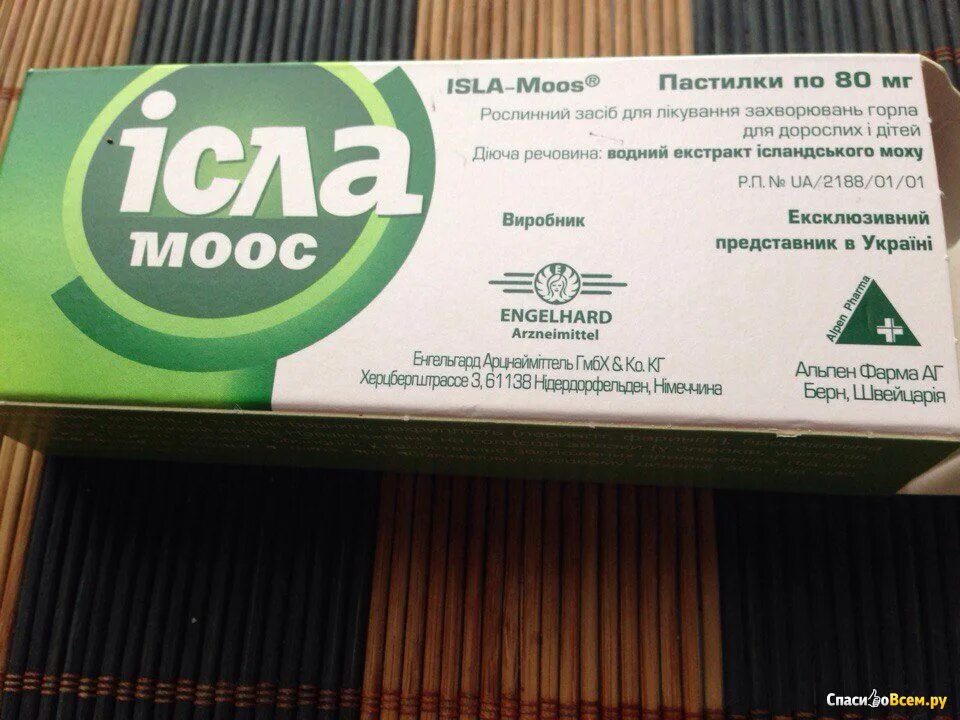 ісла
моос
ISLA-Moos®
Пастилки по 80 мг
Рослинний засіб для лікування захворювань горла
для дорослих і дітей
Діюча речовина: водний екстракт ісландського моху
Р.П. № UA/2188/01/01
Виробник
Ексклюзивний
представник в Україні
ENGELHARD
Arzneimittel
Енгельгард Арцнайміттель ГмбХ & Ко. КГ
Херцбергштрассе 3, 61138 Нідердорфельден, Німеччина
Alpen Pharma
Альпен Фарма АГ
Берн, Швейцарія
СпасибоВсем.ру